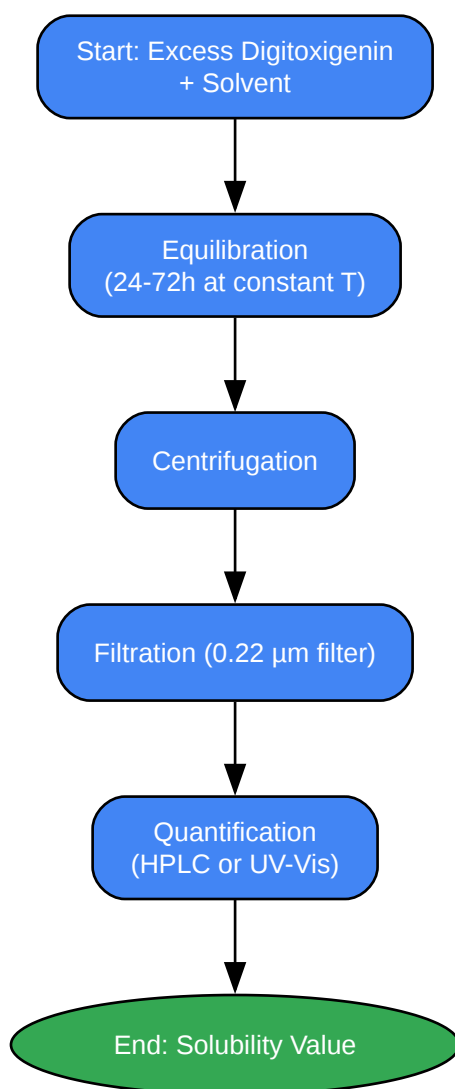 Start: Excess Digitoxigenin
+ Solvent
Equilibration
(24-72h at constant T)
Centrifugation
Filtration (0.22 µm filter)
Quantification
(HPLC or UV-Vis)
End: Solubility Value